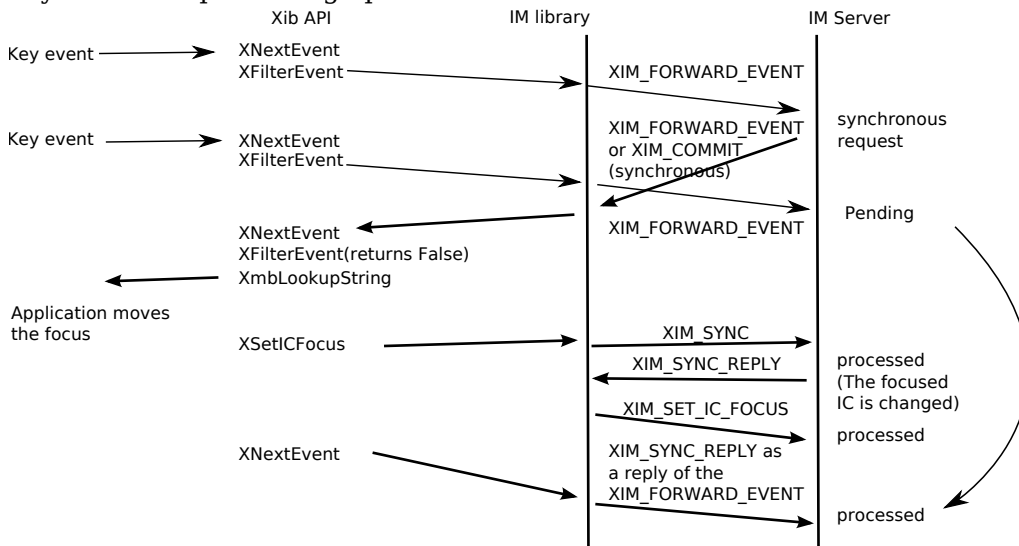 Xib API
IM library
IM Server
Key event
XNextEvent
XFilterEvent
XIM_FORWARD_EVENT
synchronous
request
Key event
XNextEvent
XFilterEvent
XIM_FORWARD_EVENT
or XIM_COMMIT
(synchronous)
Pending
XIM_FORWARD_EVENT
XNextEvent
XFilterEvent(returns False)
XmbLookupString
Application moves
the focus
XSetICFocus
XIM_SYNC
XIM_SYNC_REPLY
processed
(The focused
IC is changed)
XIM_SET_IC_FOCUS
processed
XNextEvent
XIM_SYNC_REPLY as
a reply of the
XIM_FORWARD_EVENT
processed